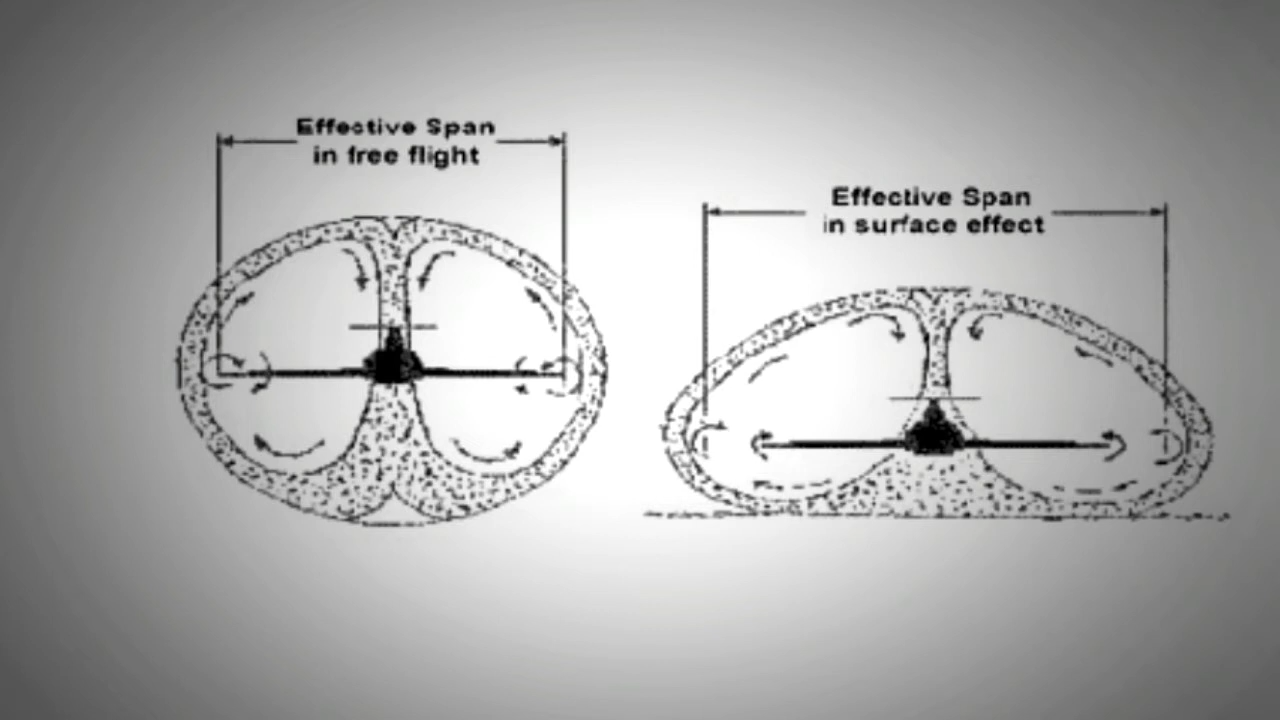 Effective Span
in free flight
Effective Span
in surface effect